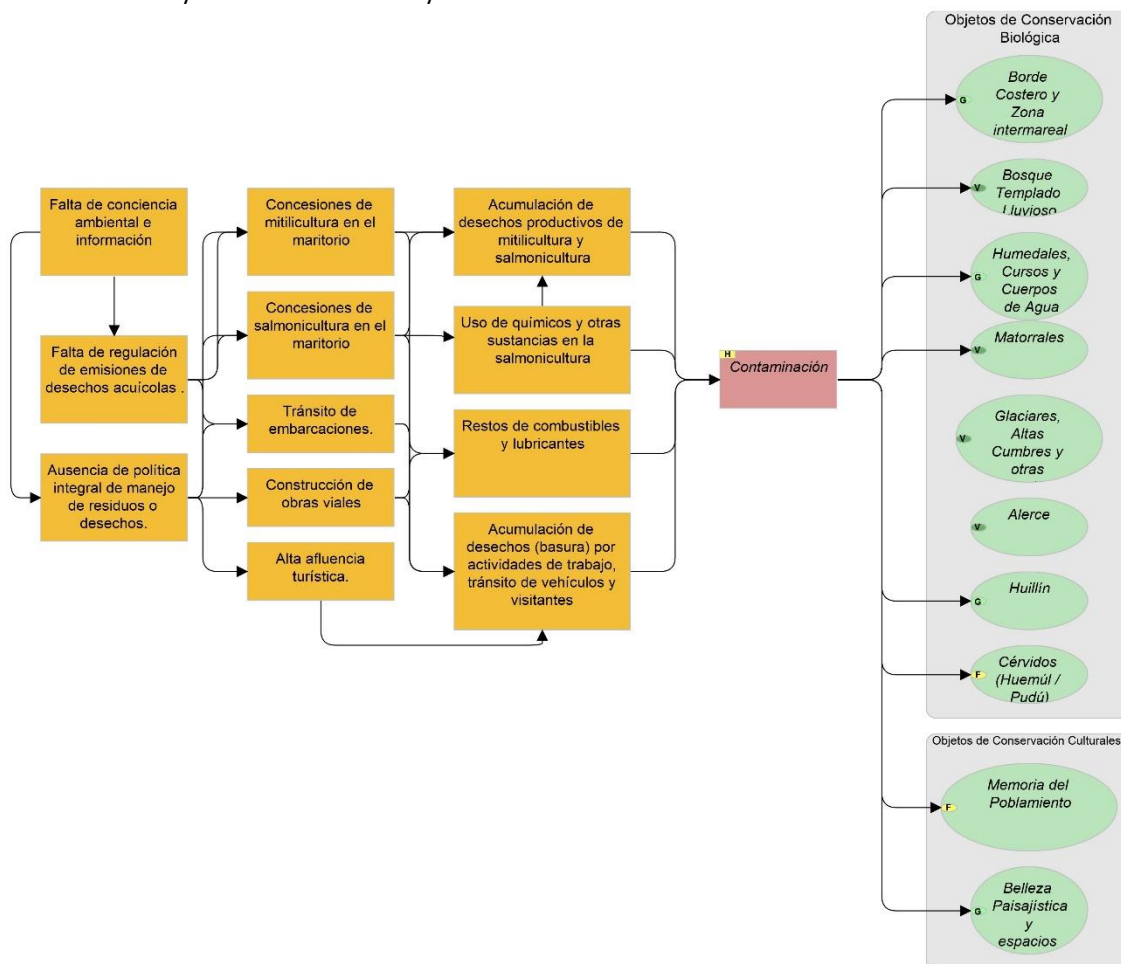 Falta de conciencia
ambiental e
información
Falta de regulación
de emisiones de
desechos acuícolas .
Ausencia de política
integral de manejo
de residuos o
desechos.
Concesiones de
mitilicultura en el
maritorio
Concesiones de
salmonicultura en el
maritorio
Tránsito de
embarcaciones.
Construcción de
obras viales
Alta afluencia
turística.
Acumulación de
desechos productivos de
mitilicultura y
salmonicultura
Uso de químicos y otras
sustancias en la
salmonicultura
Restos de combustibles
y lubricantes
Acumulación de
desechos (basura) por
actividades de trabajo,
tránsito de vehículos y
visitantes
H
Contaminación
Objetos de Conservación
Biológica
Borde
Costero y
Zona
intermareal
G
Bosque
Templado
Lluvioso
V
Humedales,
Cursos y
Cuerpos
de Agua
G
Matorrales
V
Glaciares,
Altas
Cumbres y
otras
V
Alerce
V
Huillín
G
Cérvidos
(Huemúl /
Pudú)
F
Objetos de Conservación Culturales
Memoria del
Poblamiento
F
Belleza
Paisajística
y
espacios
G